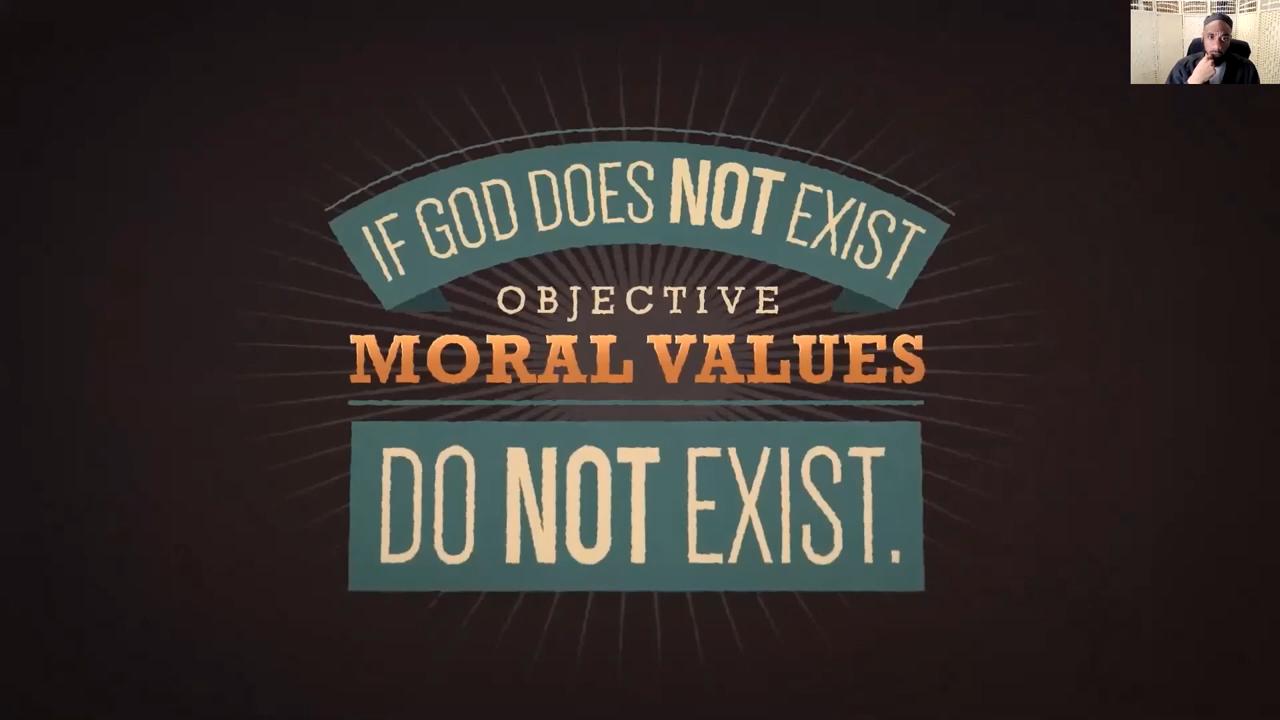 IF GOD DOES NOT EXIST
OBJECTIVE
MORAL VALUES
DO NOT EXIST.